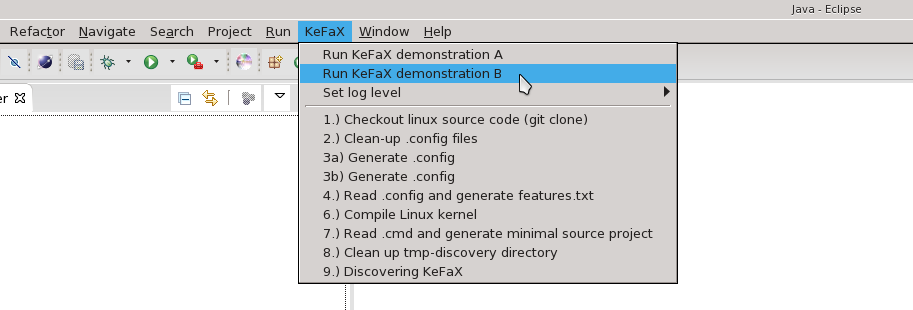 Java - Eclipse
Refactor Navigate Search Project Run KeFaX Window Help
er
Run KeFaX demonstration A
Run KeFaX demonstration B
Set log level
1.) Checkout linux source code (git clone)
2.) Clean-up .config files
3a) Generate .config
3b) Generate .config
4.) Read .config and generate features.txt
6.) Compile Linux kernel
7.) Read .cmd and generate minimal source project
8.) Clean up tmp-discovery directory
9.) Discovering KeFaX